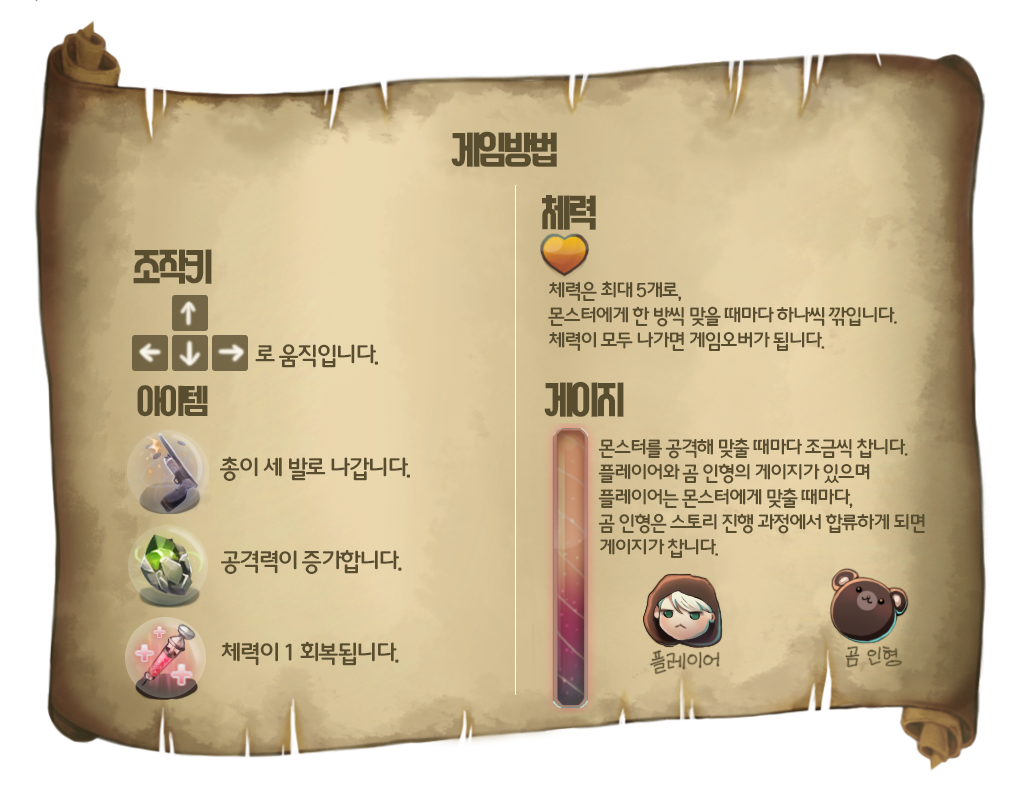 게임방법
조작키
↑
← ↓ → 로 움직입니다.
아이템
총이 세 발로 나갑니다.
공격력이 증가합니다.
체력이 1 회복됩니다.
체력
체력은 최대 5개로,
몬스터에게 한 방씩 맞을 때마다 하나씩 깎입니다.
체력이 모두 나가면 게임오버가 됩니다.
게이지
몬스터를 공격해 맞출 때마다 조금씩 찹니다.
플레이어와 곰 인형의 게이지가 있으며
플레이어는 몬스터에게 맞출 때마다,
곰 인형은 스토리 진행 과정에서 합류하게 되면
게이지가 찹니다.
플레이어
곰 인형